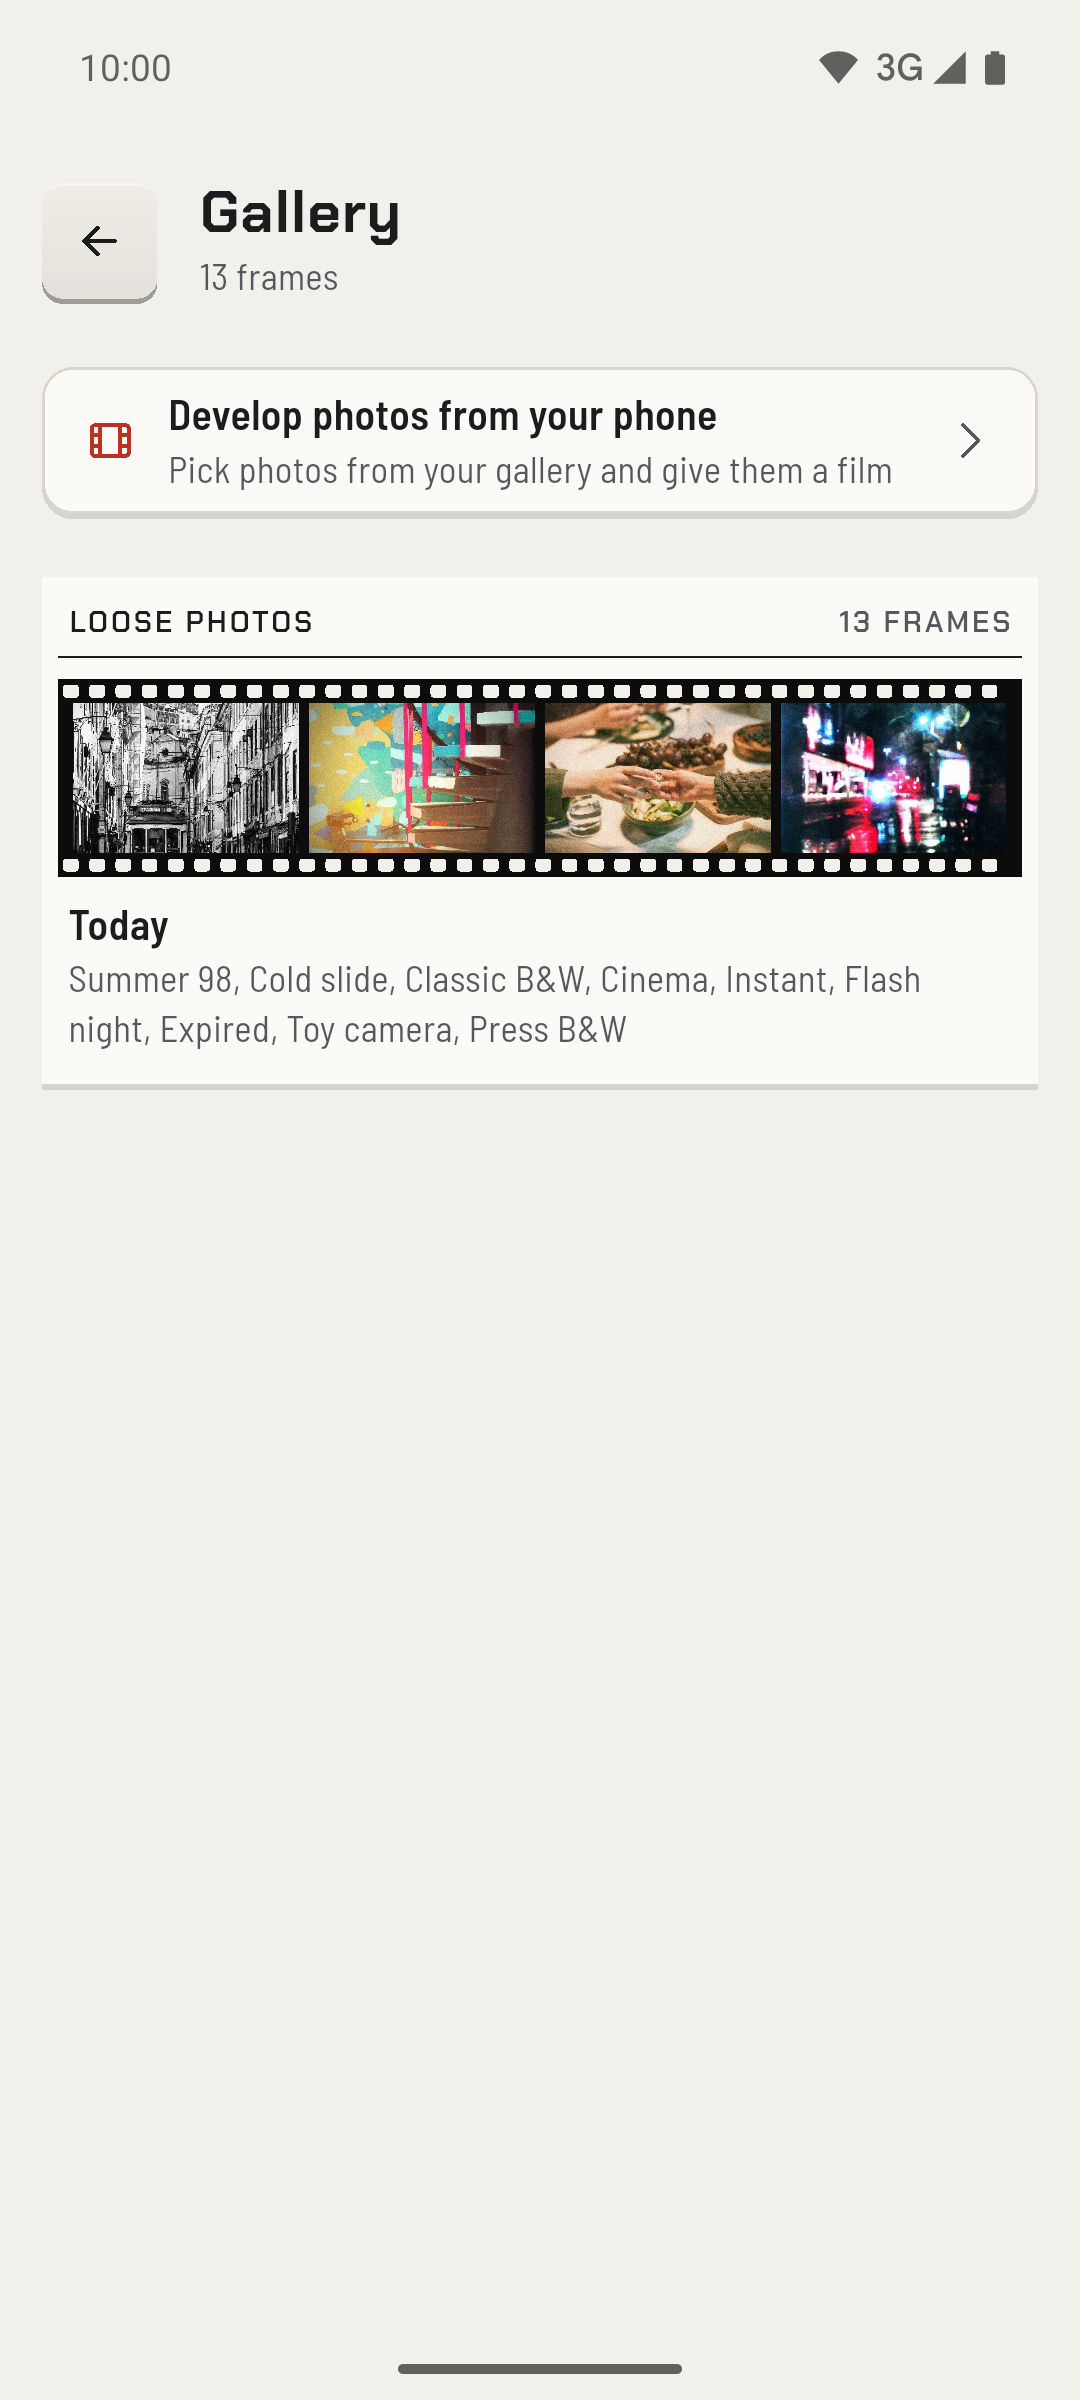 10:00
3G
Gallery
13 frames
Develop photos from your phone
Pick photos from your gallery and give them a film
LOOSE PHOTOS
13 FRAMES
Today
Summer 98, Cold slide, Classic B&W, Cinema, Instant, Flash
night, Expired, Toy camera, Press B&W